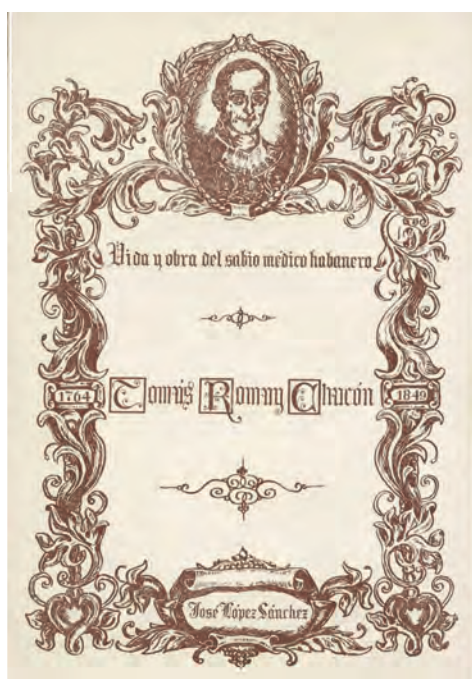 Vida y obra del sabio médico habanero
1764 Tomás Romay Chacón 1849
José López Sánchez